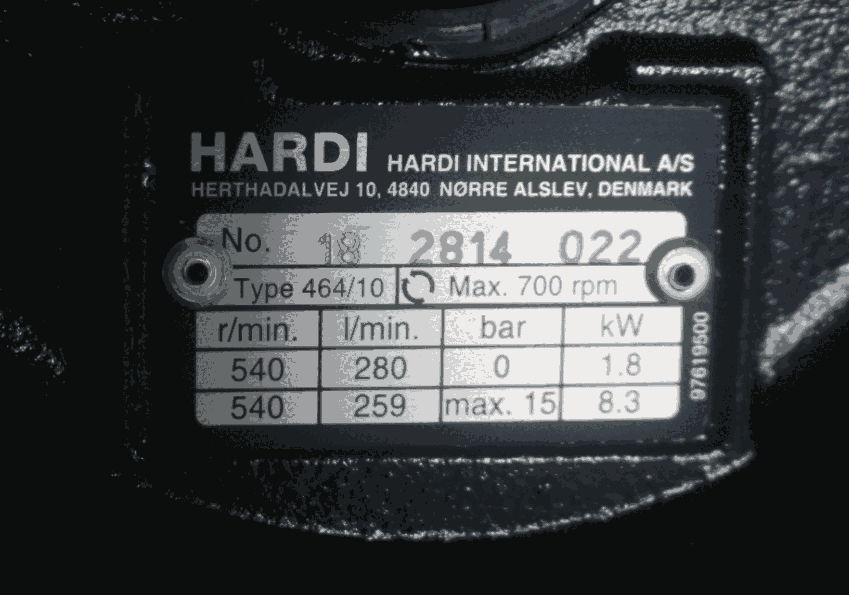 HARDI HARDI INTERNATIONAL A/S
HERTHADALVEJ 10, 4840 NØRRE ALSLEV, DENMARK
No. 18 2814 022
Type 464/10 Max. 700 rpm
r/min. l/min. bar kW
540 280 0 1.8
540 259 max. 15 8.3
97619500